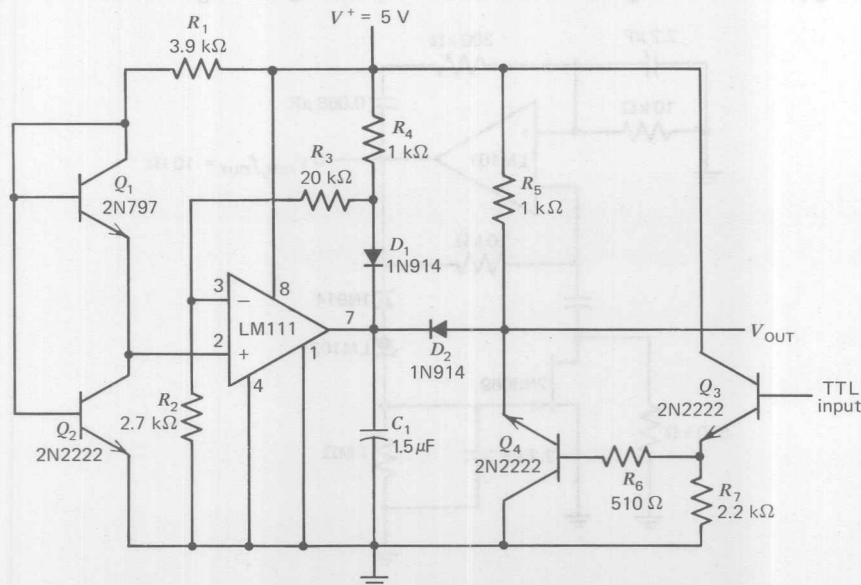 V⁺ = 5 V
R₁
3.9 kΩ
R₄
1 kΩ
R₃
20 kΩ
Q₁
2N797
R₅
1 kΩ
D₁
1N914
3
−
8
LM111
7
2
+
1
4
D₂
1N914
V_OUT
Q₃
2N2222
TTL
input
R₂
2.7 kΩ
Q₂
2N2222
C₁
1.5 μF
Q₄
2N2222
R₆
510 Ω
R₇
2.2 kΩ